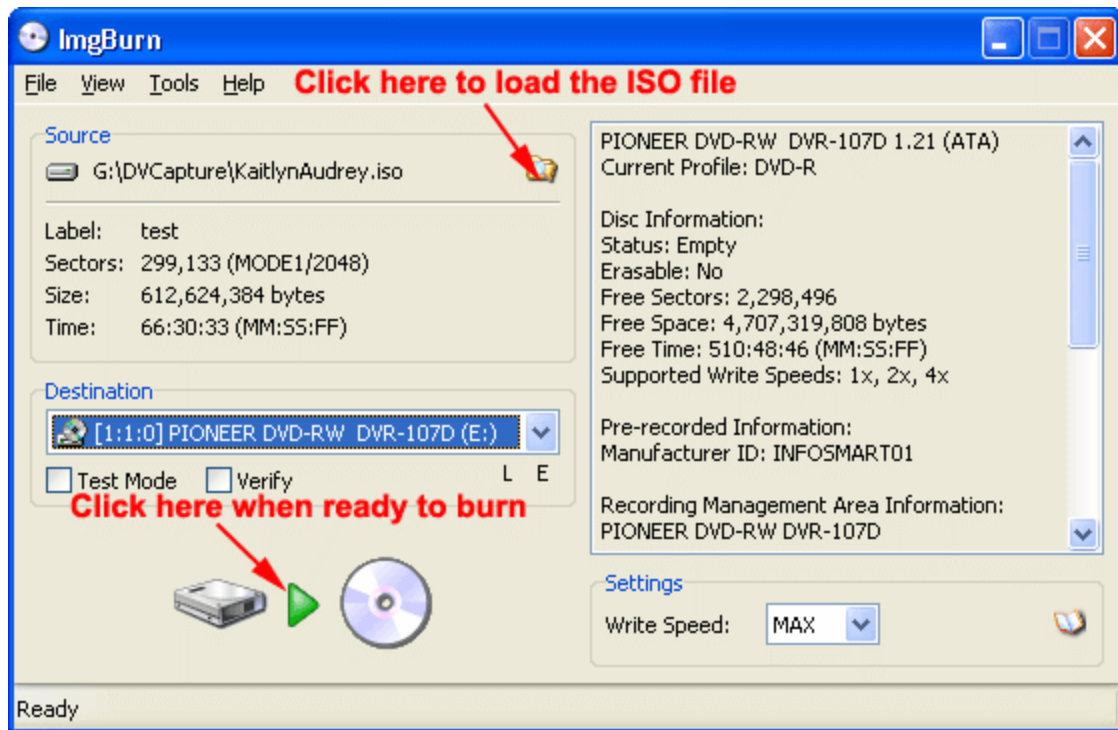 ImgBurn
File View Tools Help
Click here to load the ISO file
Source
G:\DVCapture\KaitlynAudrey.iso
Label: test
Sectors: 299,133 (MODE1/2048)
Size: 612,624,384 bytes
Time: 66:30:33 (MM:SS:FF)
Destination
[1:1:0] PIONEER DVD-RW  DVR-107D (E:)
Test Mode Verify L E
Click here when ready to burn
PIONEER DVD-RW  DVR-107D 1.21 (ATA)
Current Profile: DVD-R
Disc Information:
Status: Empty
Erasable: No
Free Sectors: 2,298,496
Free Space: 4,707,319,808 bytes
Free Time: 510:48:46 (MM:SS:FF)
Supported Write Speeds: 1x, 2x, 4x
Pre-recorded Information:
Manufacturer ID: INFOSMART01
Recording Management Area Information:
PIONEER DVD-RW DVR-107D
Settings
Write Speed: MAX
Ready